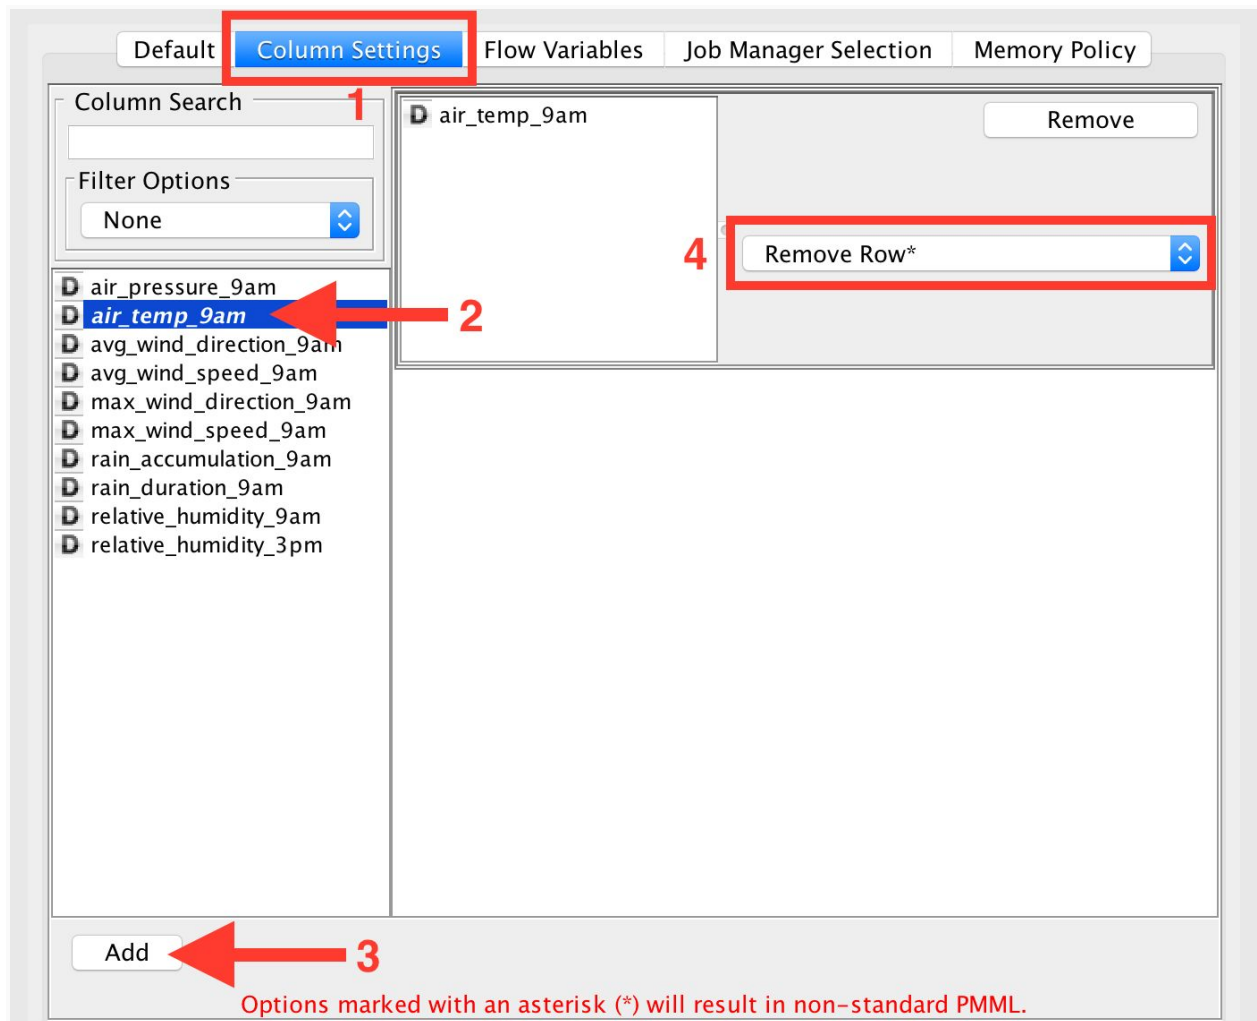 Default Column Settings Flow Variables Job Manager Selection Memory Policy
1
Column Search
Filter Options
None
D air_pressure_9am
D air_temp_9am
2
D avg_wind_direction_9am
D avg_wind_speed_9am
D max_wind_direction_9am
D max_wind_speed_9am
D rain_accumulation_9am
D rain_duration_9am
D relative_humidity_9am
D relative_humidity_3pm
D air_temp_9am
Remove
4
Remove Row*
Add
3
Options marked with an asterisk (*) will result in non-standard PMML.